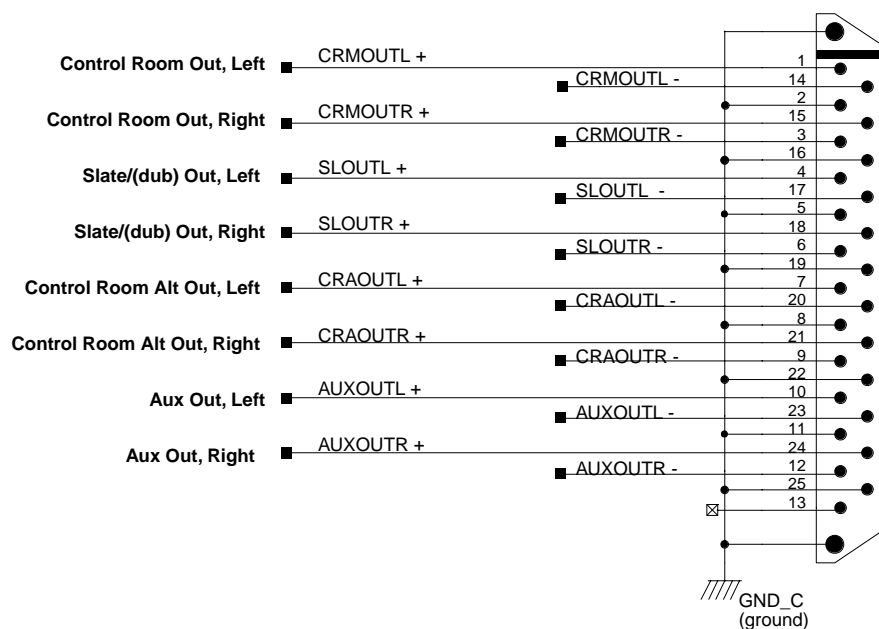 Control Room Out, Left CRMOUTL + 1
CRMOUTL - 14
2
Control Room Out, Right CRMOUTR + 15
CRMOUTR - 3
16
Slate/(dub) Out, Left SLOUTL + 4
SLOUTL - 17
5
Slate/(dub) Out, Right SLOUTR + 18
SLOUTR - 6
19
Control Room Alt Out, Left CRAOUTL + 7
CRAOUTL - 20
8
Control Room Alt Out, Right CRAOUTR + 21
CRAOUTR - 9
22
Aux Out, Left AUXOUTL + 10
AUXOUTL - 23
11
Aux Out, Right AUXOUTR + 24
AUXOUTR - 12
25
13
GND_C
(ground)